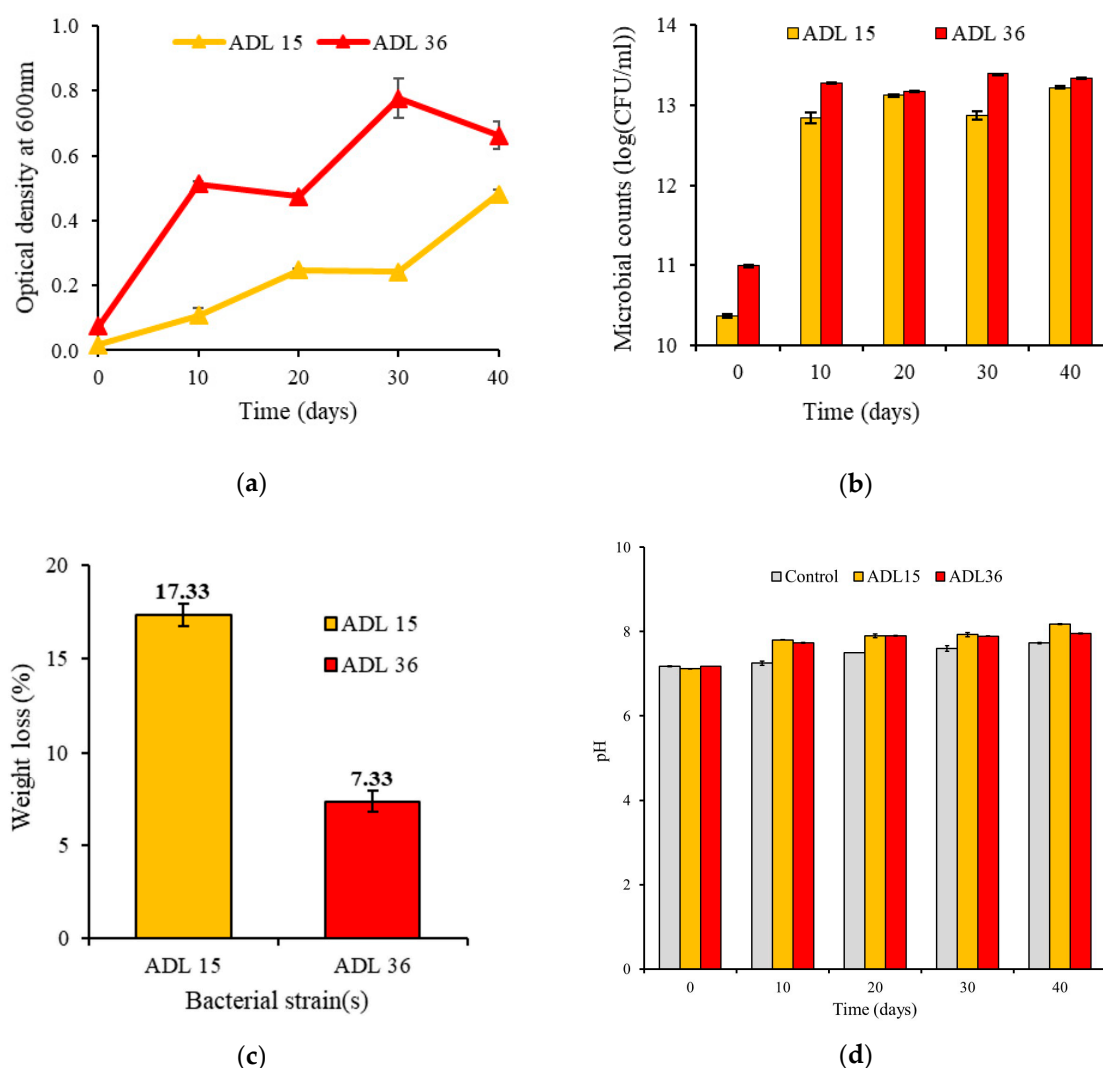 ADL 15 ADL 36
Optical density at 600nm
1.0
0.8
0.6
0.4
0.2
0.0
0 10 20 30 40
Time (days)
(a)
ADL 15 ADL 36
Microbial counts (log(CFU/ml))
14
13
12
11
10
0 10 20 30 40
Time (days)
(b)
Weight loss (%)
20
15
10
5
0
17.33
7.33
ADL 15
ADL 36
ADL 15 ADL 36
Bacterial strain(s)
(c)
Control ADL15 ADL36
pH
10
8
6
4
2
0
0 10 20 30 40
Time (days)
(d)